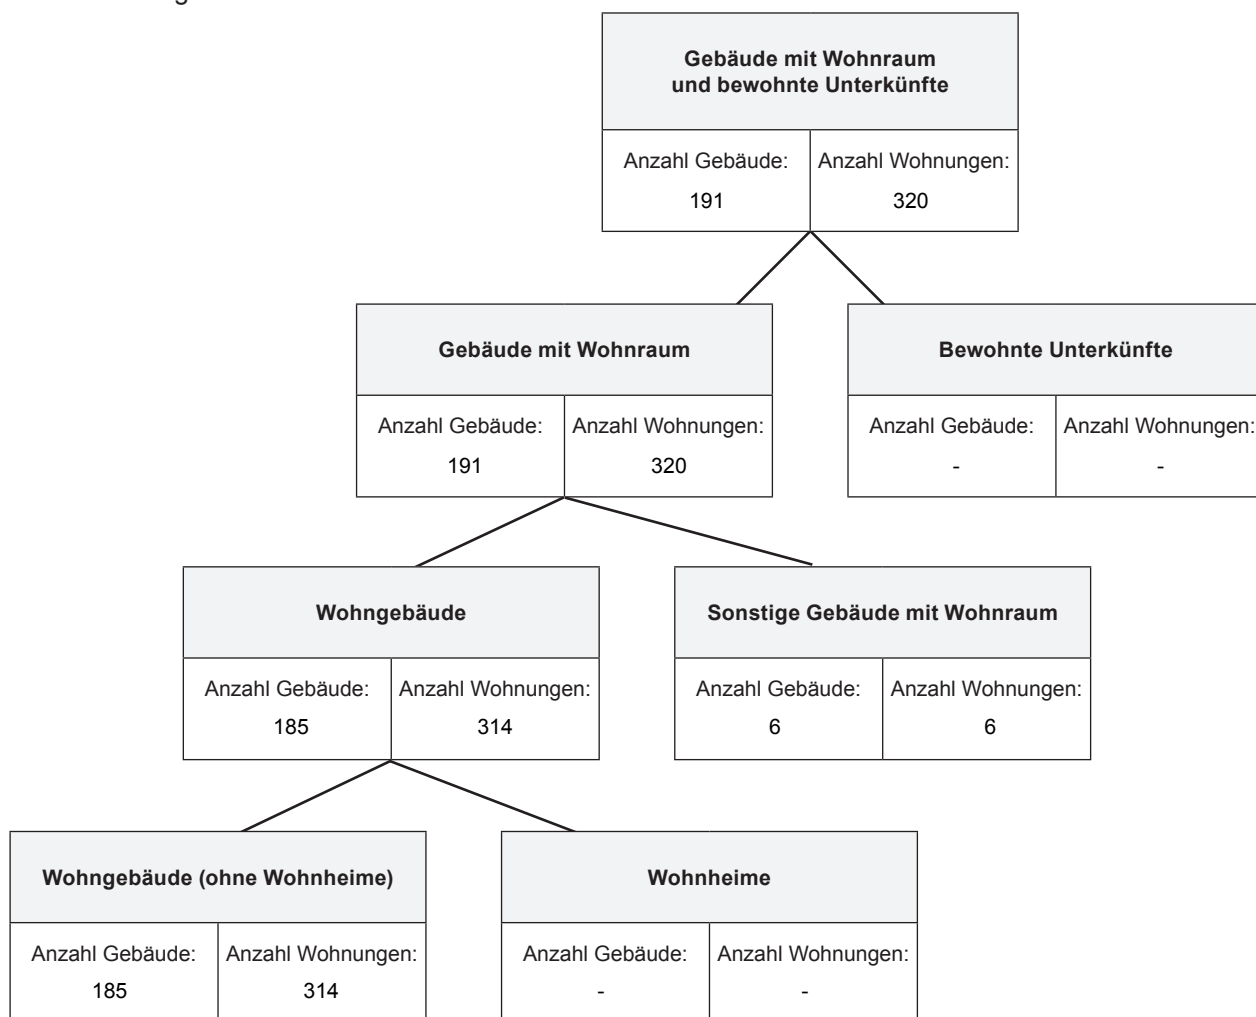 Gebäude mit Wohnraum
und bewohnte Unterkünfte
Anzahl Gebäude: Anzahl Wohnungen:
191 320
Gebäude mit Wohnraum
Anzahl Gebäude: Anzahl Wohnungen:
191 320
Bewohnte Unterkünfte
Anzahl Gebäude: Anzahl Wohnungen:
- -
Wohngebäude
Anzahl Gebäude: Anzahl Wohnungen:
185 314
Sonstige Gebäude mit Wohnraum
Anzahl Gebäude: Anzahl Wohnungen:
6 6
Wohngebäude (ohne Wohnheime)
Anzahl Gebäude: Anzahl Wohnungen:
185 314
Wohnheime
Anzahl Gebäude: Anzahl Wohnungen:
- -